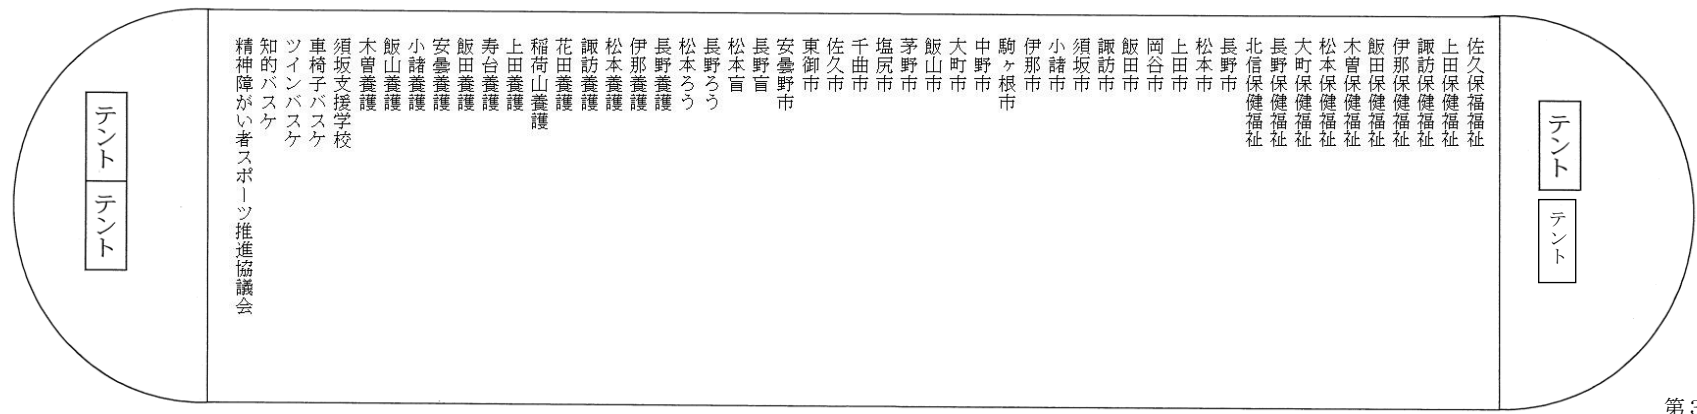 テント
テント
佐久保福福祉
上田保健福祉
諏訪保健福祉
伊那保健福祉
飯田保健福祉
木曽保健福祉
松本保健福祉
大町保健福祉
長野保健福祉
北信保健福祉
長野市
松本市
上田市
岡谷市
飯田市
諏訪市
須坂市
小諸市
伊那市
駒ヶ根市
中野市
大町市
飯山市
茅野市
塩尻市
千曲市
佐久市
東御市
安曇野市
長野盲
松本盲
長野ろう
松本ろう
長野養護
伊那養護
松本養護
諏訪養護
花田養護
稲荷山養護
上田養護
寿台養護
飯田養護
安曇養護
小諸養護
飯山養護
木曽養護
須坂支援学校
車椅子バスケ
ツインバスケ
知的バスケ
精神障がい者スポーツ推進協議会
テント
テント
第3